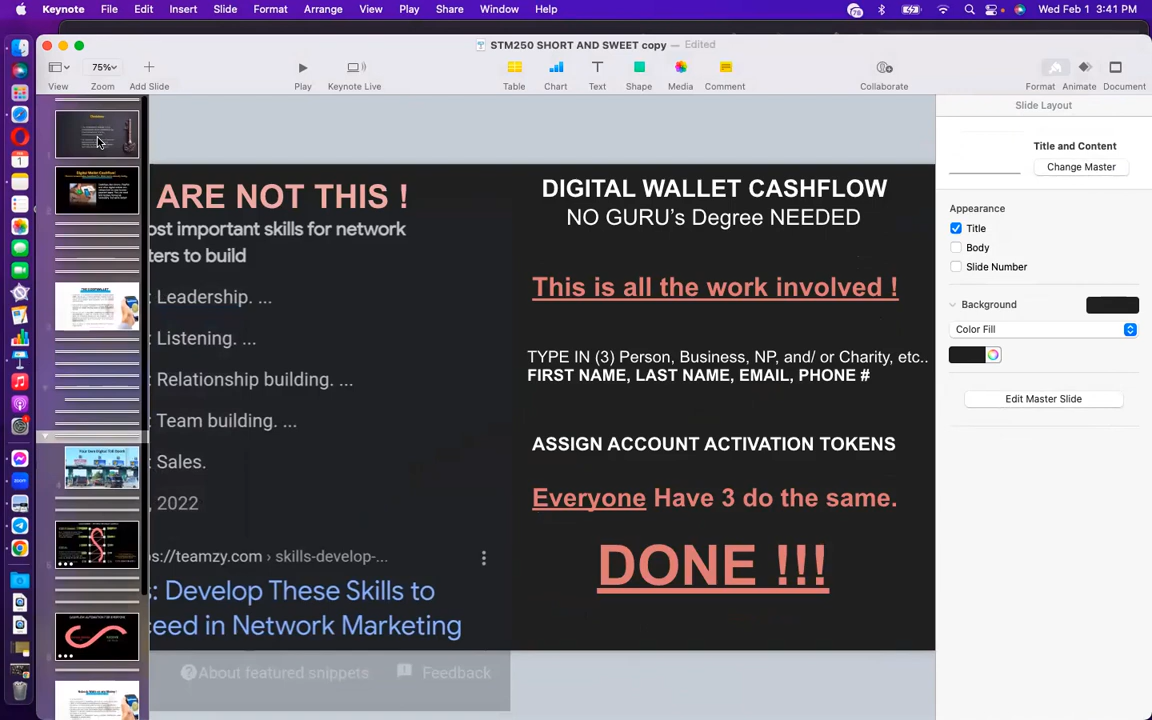 Keynote File Edit Insert Slide Format Arrange View Play Share Window Help
Wed Feb 1 3:41 PM
STM250 SHORT AND SWEET copy — Edited
75%
View Zoom Add Slide
Play Keynote Live
Table Chart Text Shape Media Comment
Collaborate
Format Animate Document
Slide Layout
Title and Content
Change Master
Appearance
Title
Body
Slide Number
Background
Color Fill
Edit Master Slide
Digital Wallet Cashflow!
ARE NOT THIS !
ost important skills for network
ters to build
: Leadership. ...
: Listening. ...
: Relationship building. ...
: Team building. ...
: Sales.
, 2022
ps://teamzy.com › skills-develop-...
s: Develop These Skills to
ceed in Network Marketing
About featured snippets Feedback
DIGITAL WALLET CASHFLOW
NO GURU's Degree NEEDED
This is all the work involved !
TYPE IN (3) Person, Business, NP, and/ or Charity, etc..
FIRST NAME, LAST NAME, EMAIL, PHONE #
ASSIGN ACCOUNT ACTIVATION TOKENS
Everyone Have 3 do the same.
DONE !!!